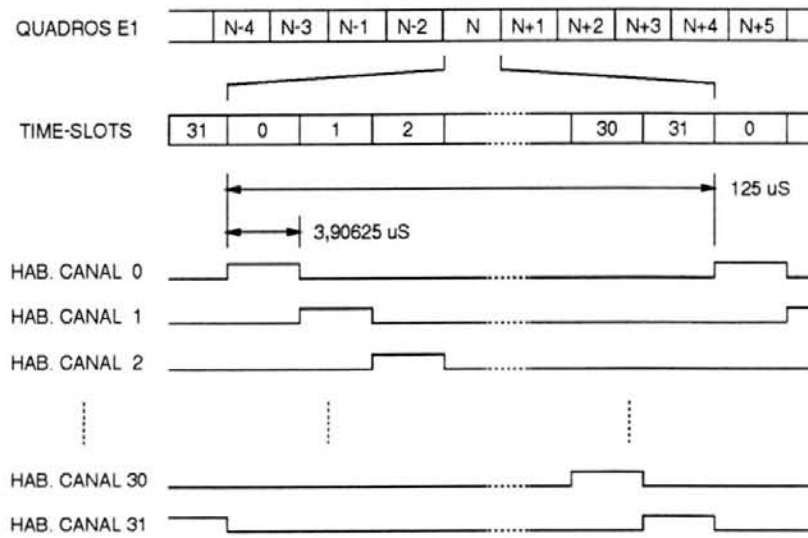 QUADROS E1 N-4 N-3 N-1 N-2 N N+1 N+2 N+3 N+4 N+5
TIME-SLOTS 31 0 1 2 30 31 0
125 uS
3,90625 uS
HAB. CANAL 0
HAB. CANAL 1
HAB. CANAL 2
HAB. CANAL 30
HAB. CANAL 31